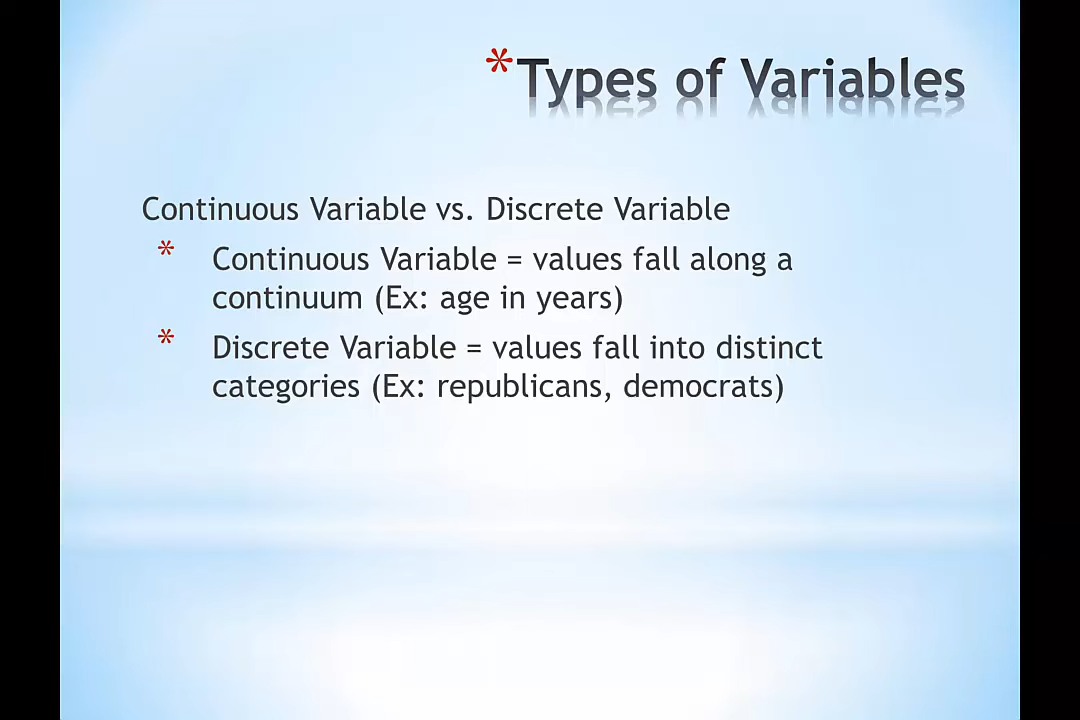 *Types of Variables
Continuous Variable vs. Discrete Variable
* Continuous Variable = values fall along a
continuum (Ex: age in years)
* Discrete Variable = values fall into distinct
categories (Ex: republicans, democrats)